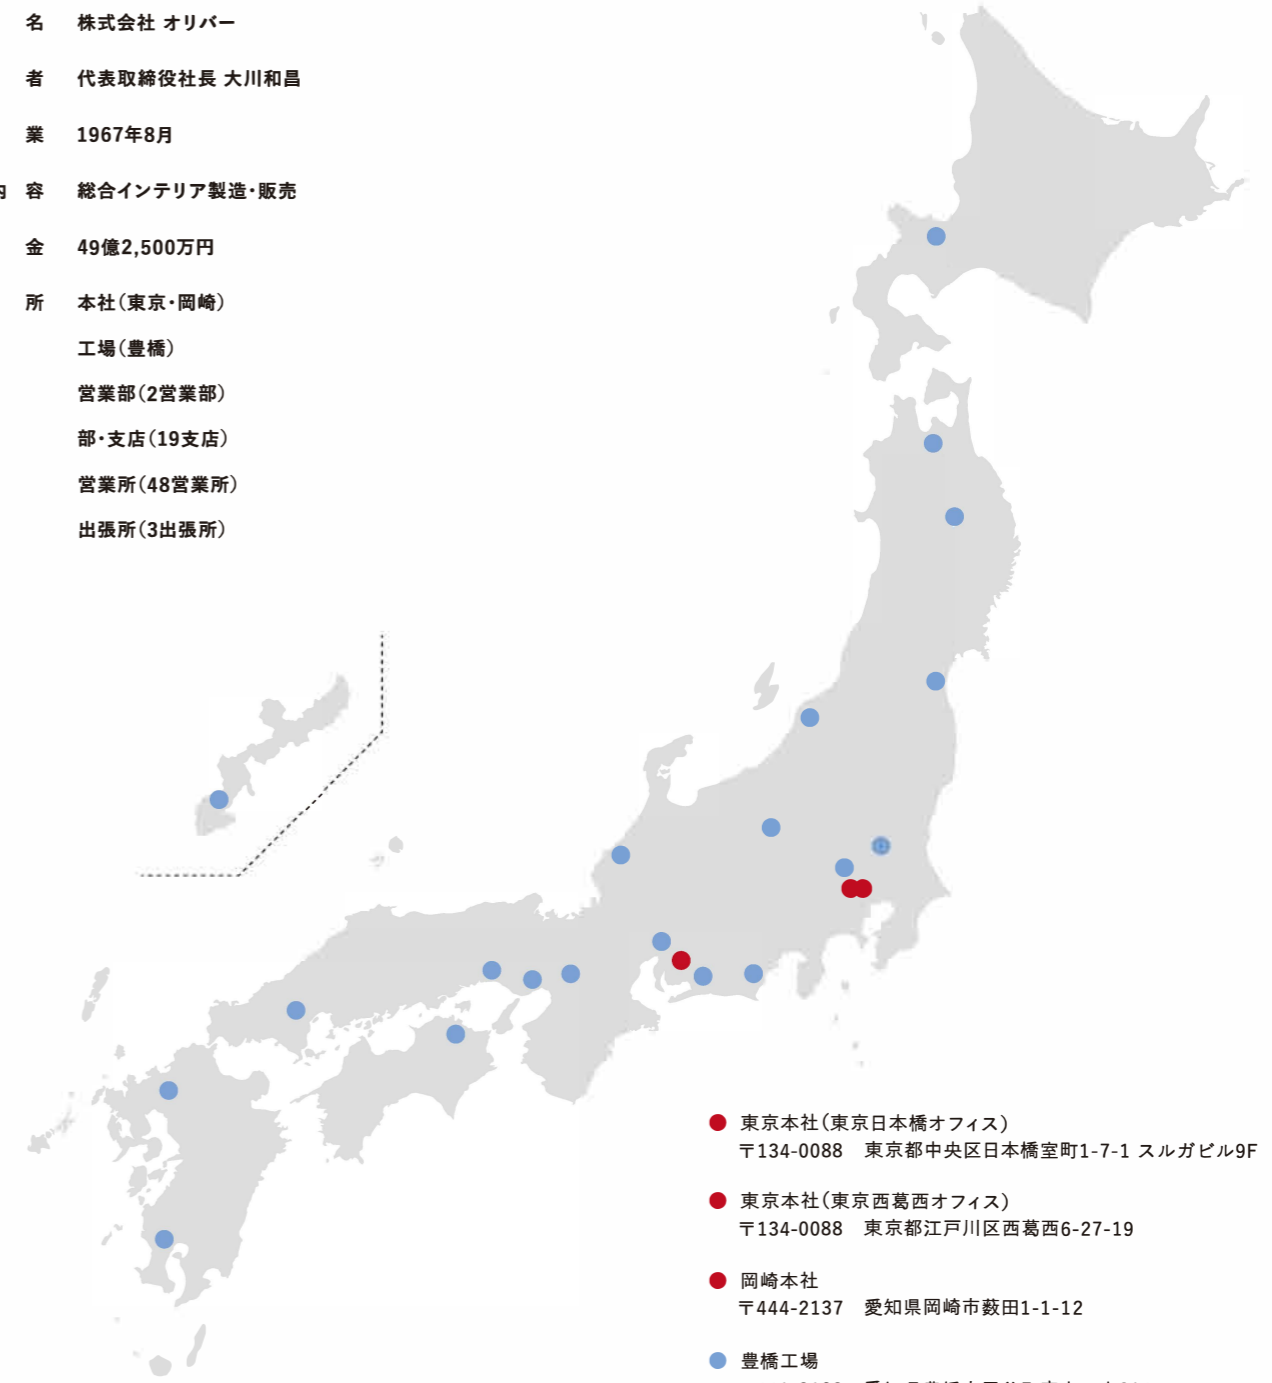 名 株式会社 オリバー
者 代表取締役社長 大川和昌
業 1967年8月
容 総合インテリア製造・販売
金 49億2,500万円
所 本社（東京・岡崎）
工場（豊橋）
営業部（2営業部）
部・支店（19支店）
営業所（48営業所）
出張所（3出張所）
東京本社（東京日本橋オフィス）
〒134-0088 東京都中央区日本橋室町1-7-1 スルガビル9F
東京本社（東京西葛西オフィス）
〒134-0088 東京都江戸川区西葛西6-27-19
岡崎本社
〒444-2137 愛知県岡崎市薮田1-1-12
豊橋工場